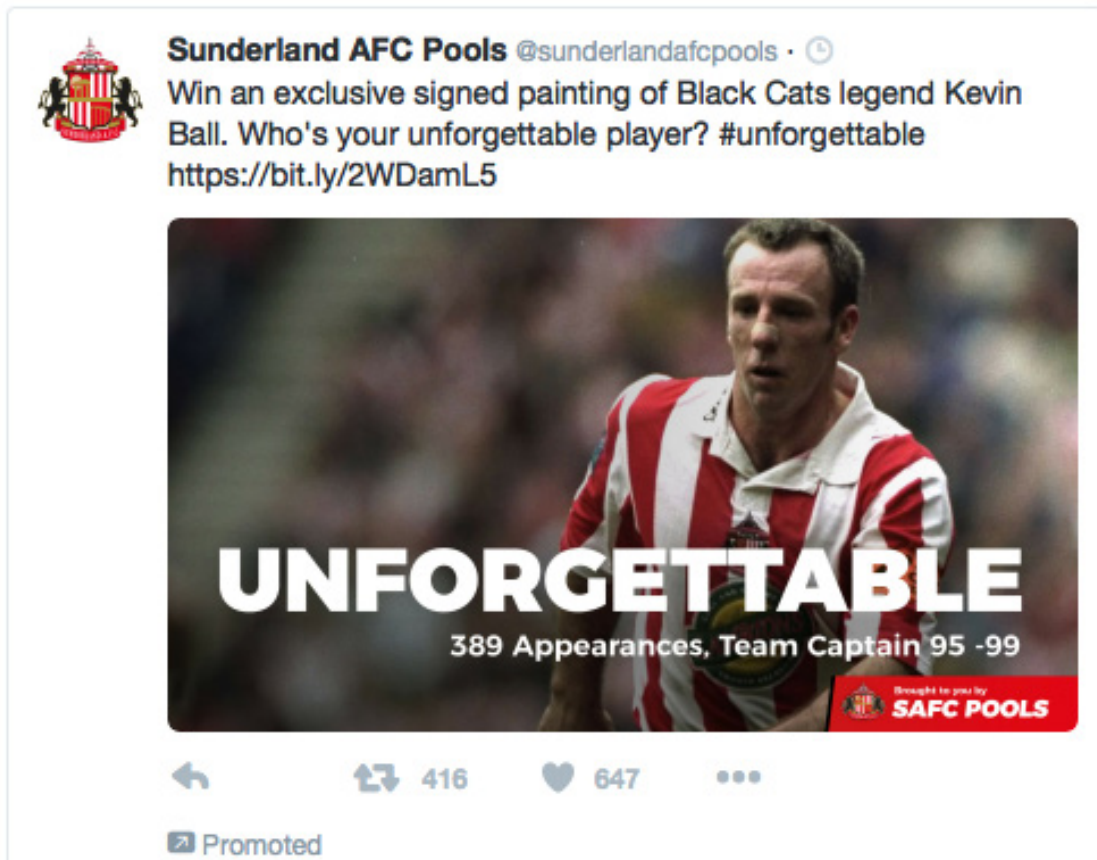 Sunderland AFC Pools @sunderlandafcpools ·
Win an exclusive signed painting of Black Cats legend Kevin
Ball. Who's your unforgettable player? #unforgettable
https://bit.ly/2WDamL5
UNFORGETTABLE
389 Appearances, Team Captain 95 -99
Brought to you by
SAFC POOLS
416
647
Promoted